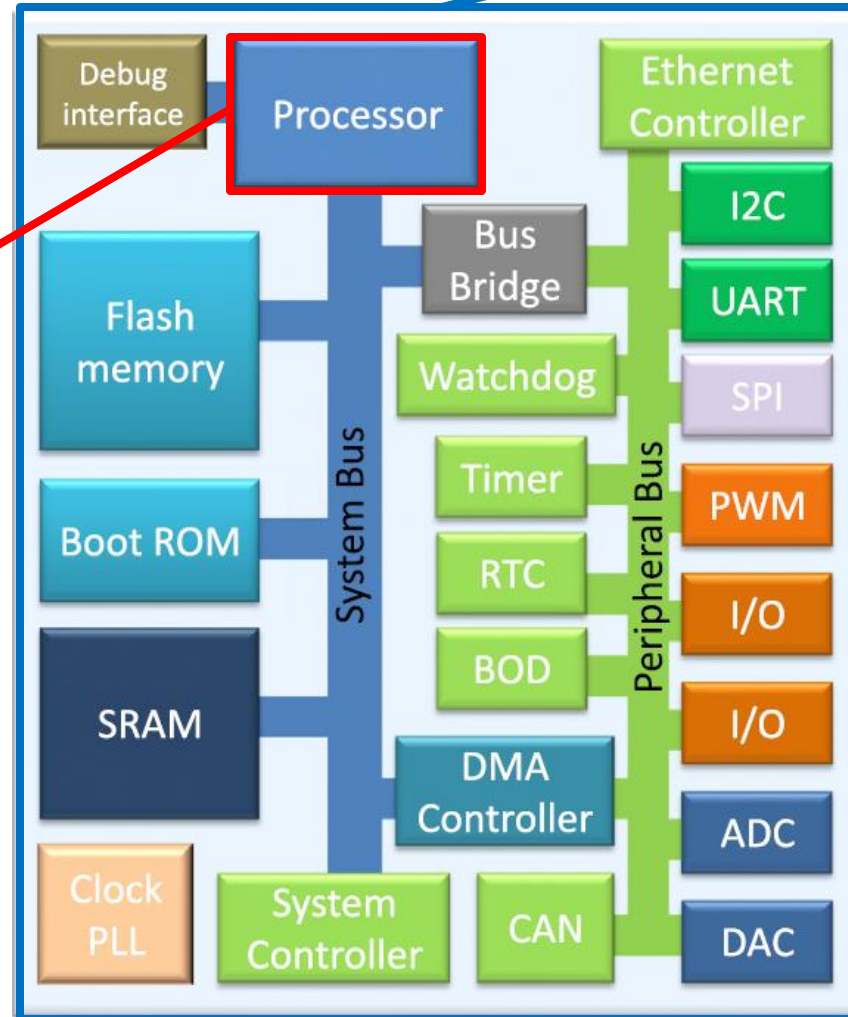 Debug
interface
Processor
Ethernet
Controller
I2C
Bus
Bridge
UART
Flash
memory
Watchdog
SPI
System Bus
Timer
Peripheral Bus
PWM
Boot ROM
RTC
I/O
BOD
SRAM
I/O
DMA
Controller
ADC
Clock
PLL
System
Controller
CAN
DAC